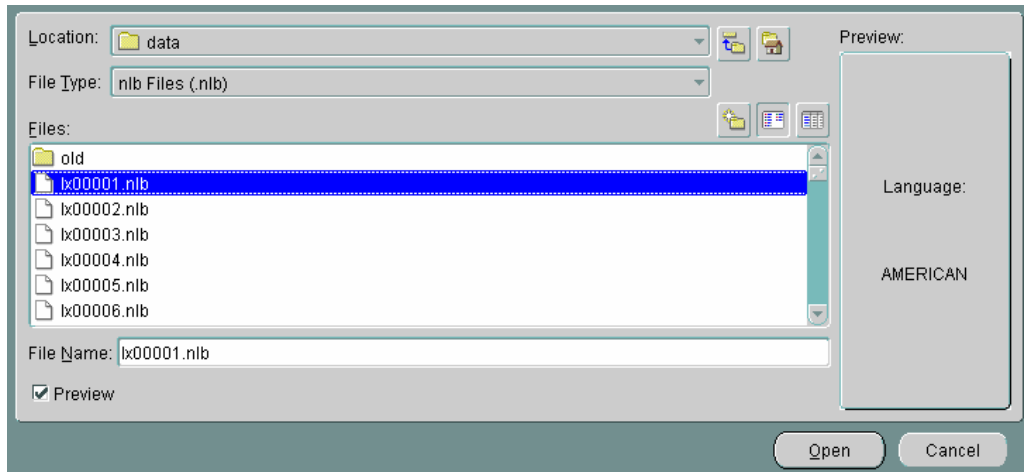 Location: data Preview:
File Type: nlb Files (.nlb)
Files:
old
lx00001.nlb
lx00002.nlb
lx00003.nlb
lx00004.nlb
lx00005.nlb
lx00006.nlb
Language:
AMERICAN
File Name: lx00001.nlb
Preview
Open Cancel